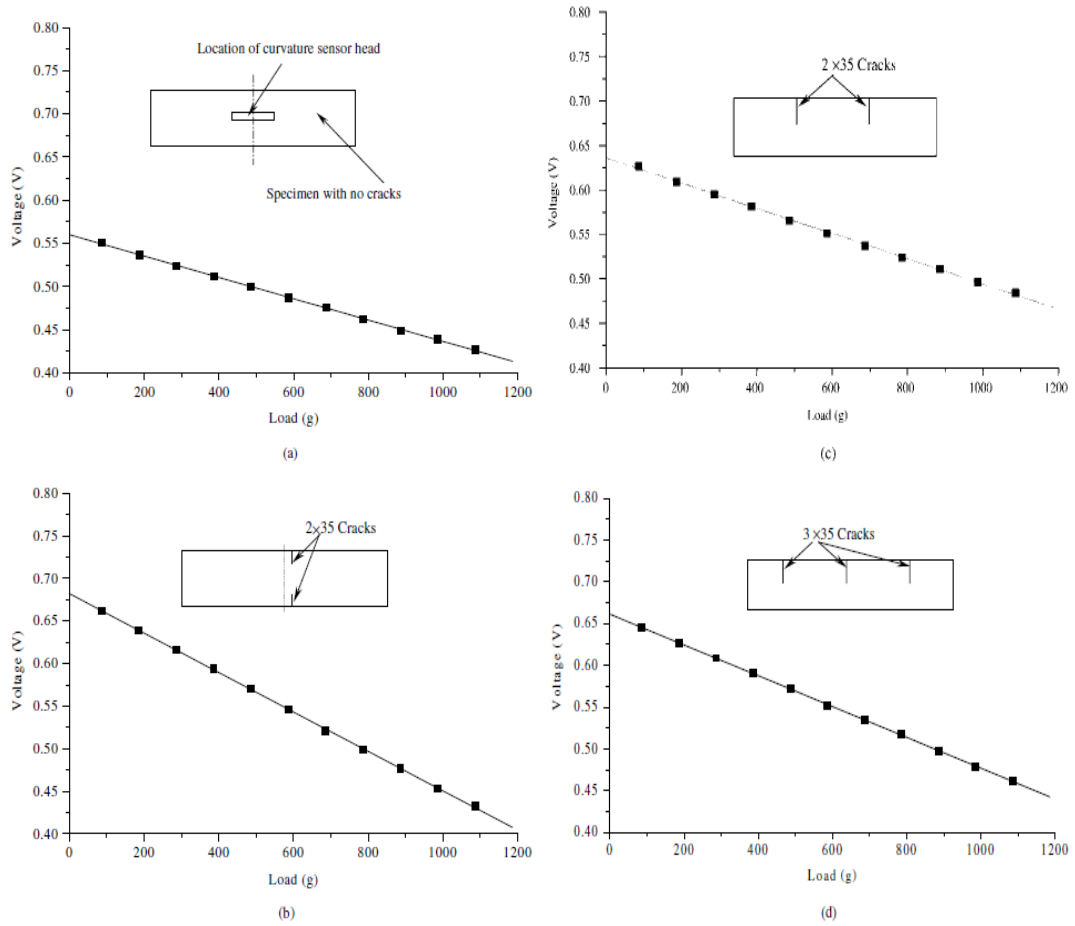 0.80
0.75
0.70
0.65
0.60
0.55
0.50
0.45
0.40
Voltage (V)
Location of curvature sensor head
Specimen with no cracks
0 200 400 600 800 1000 1200
Load (g)
(a)
0.80
0.75
0.70
0.65
0.60
0.55
0.50
0.45
0.40
Voltage (V)
2 ×35 Cracks
0 200 400 600 800 1000 1200
Load (g)
(c)
0.80
0.75
0.70
0.65
0.60
0.55
0.50
0.45
0.40
Voltage (V)
2×35 Cracks
0 200 400 600 800 1000 1200
Load (g)
(b)
0.80
0.75
0.70
0.65
0.60
0.55
0.50
0.45
0.40
Voltage (V)
3 ×35 Cracks
0 200 400 600 800 1000 1200
Load (g)
(d)